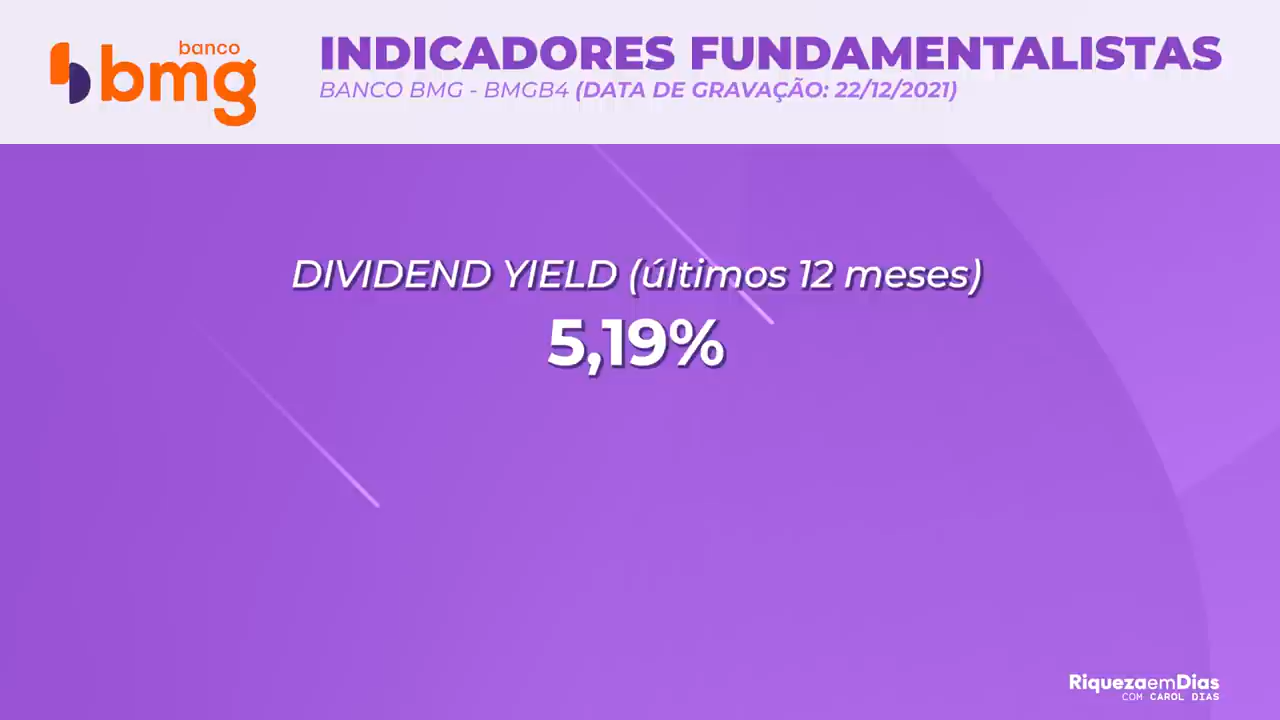 banco
bmg
INDICADORES FUNDAMENTALISTAS
BANCO BMG - BMGB4 (DATA DE GRAVAÇÃO: 22/12/2021)
DIVIDEND YIELD (últimos 12 meses)
5,19%
RiquezaemDias
COM CAROL DIAS